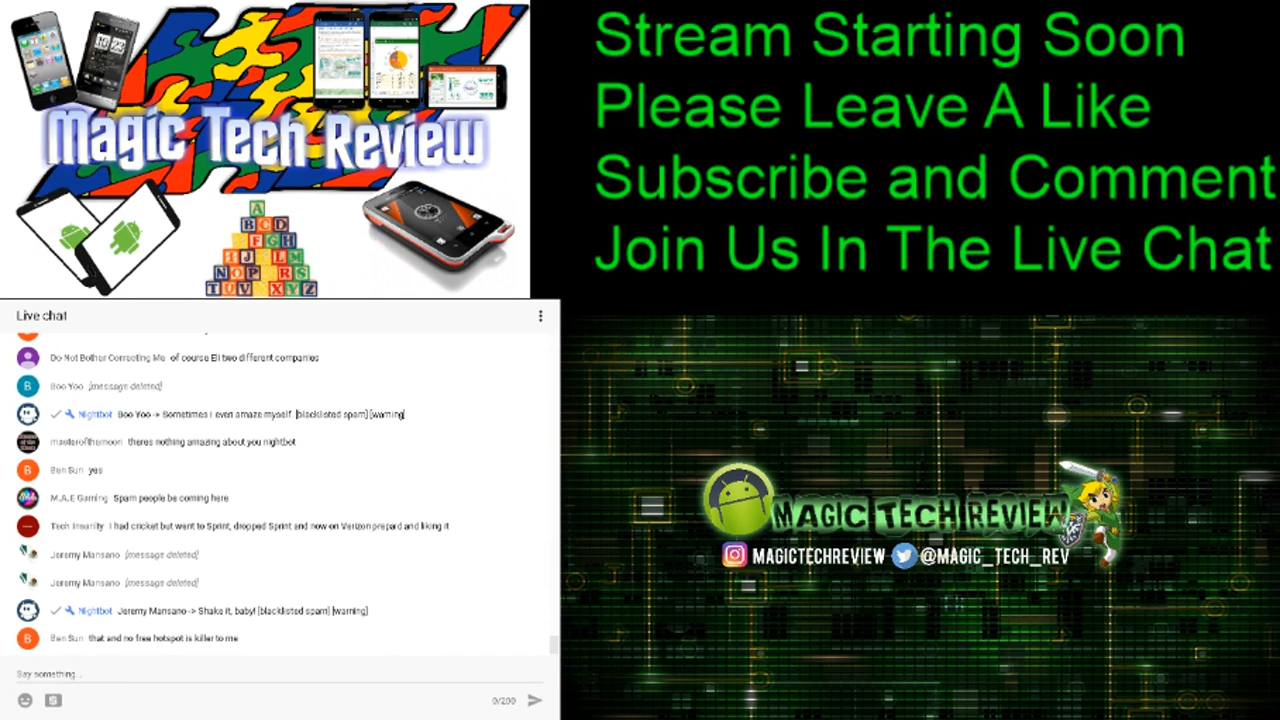 Magic Tech Review
Stream Starting Soon
Please Leave A Like
Subscribe and Comment
Join Us In The Live Chat
A
B C D
F G H
I J L M
N O P R S
T U V X Y Z
Live chat
Do Not Bother Correcting Me of course Eli two different companies
B Boo Yoo [message deleted]
Nightbot Boo Yoo -> Sometimes i even amaze myself. [blacklisted spam] [warning]
masterofthemoon theres nothing amazing about you nightbot
B Ben Sun yes
M.A.E Gaming Spam people be coming here
Tech Insanity I had cricket but went to Sprint, dropped Sprint and now on Verizon prepaid and liking it
Jeremy Mansano [message deleted]
Jeremy Mansano [message deleted]
Nightbot Jeremy Mansano -> Shake it, baby! [blacklisted spam] [warning]
B Ben Sun that and no free hotspot is killer to me
Say something...
0/200
MAGIC TECH REVIEW
MAGICTECHREVIEW @MAGIC_TECH_REV